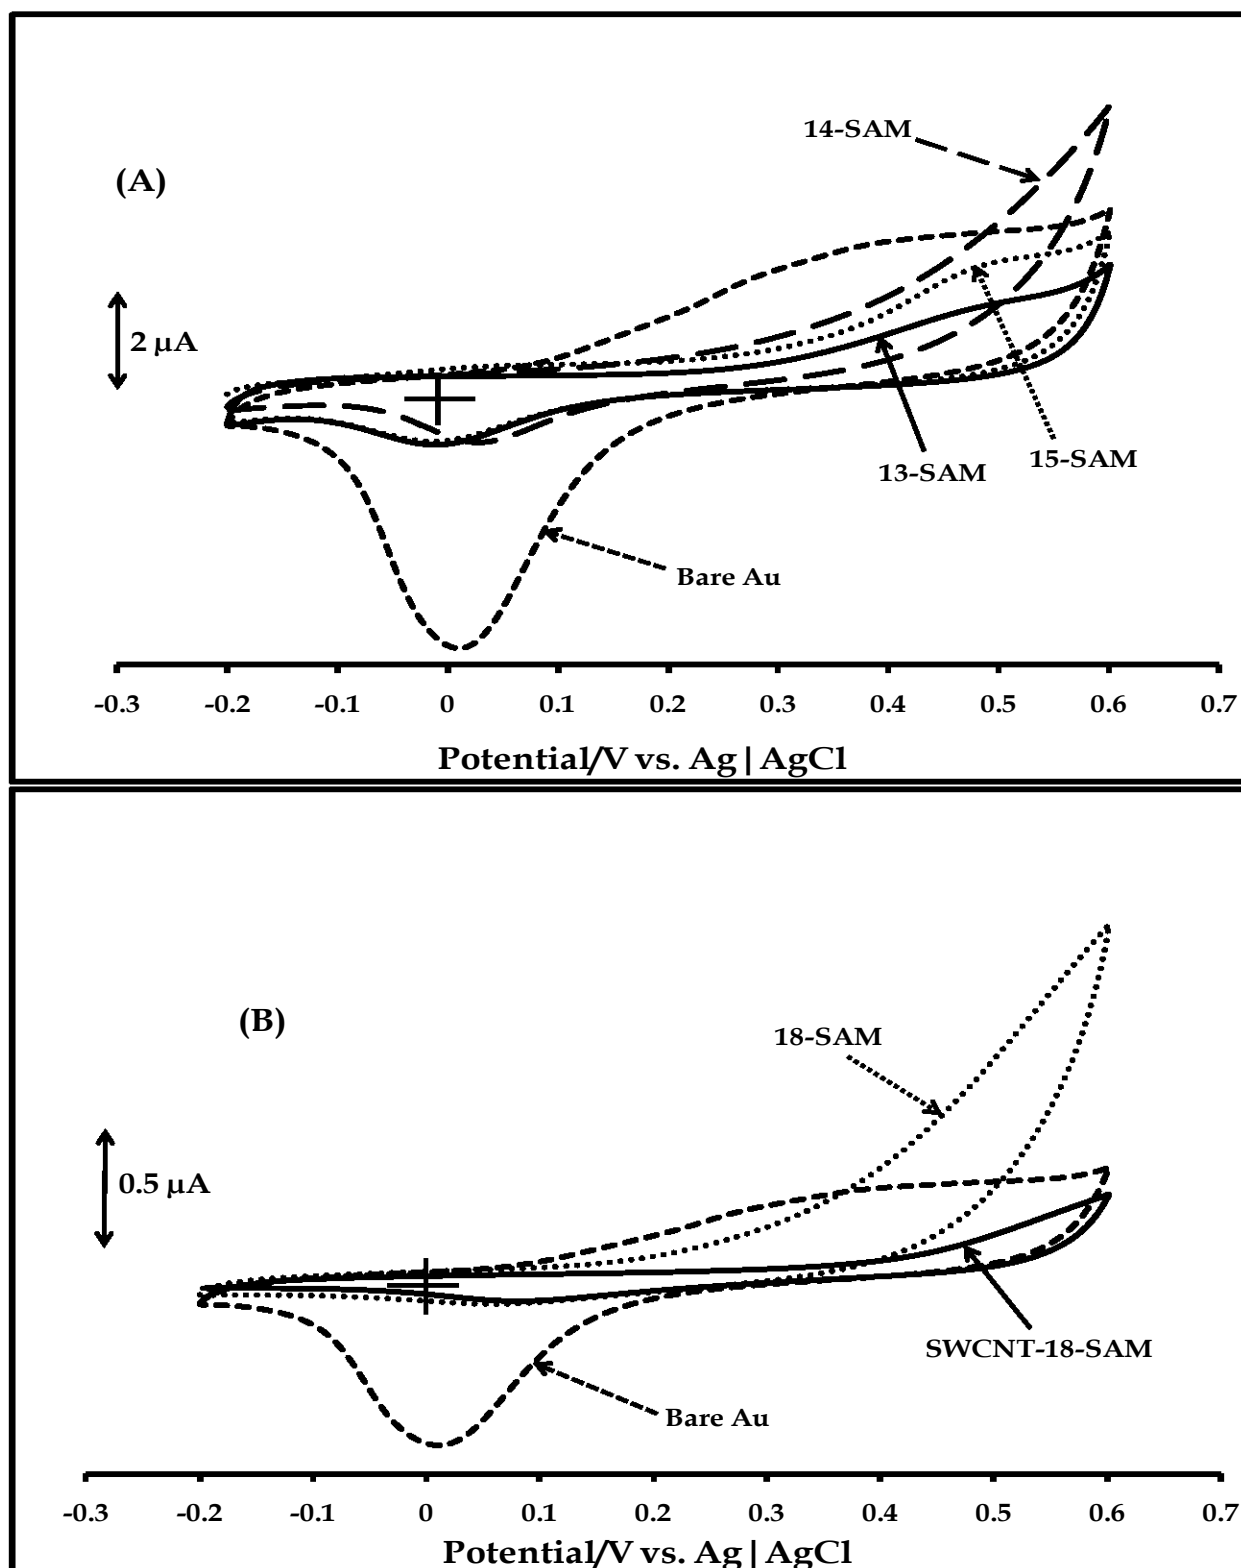 14-SAM
(A)
2 μA
13-SAM
15-SAM
Bare Au
-0.3 -0.2 -0.1 0 0.1 0.2 0.3 0.4 0.5 0.6 0.7
Potential/V vs. Ag|AgCl
(B)
18-SAM
0.5 μA
SWCNT-18-SAM
Bare Au
-0.3 -0.2 -0.1 0 0.1 0.2 0.3 0.4 0.5 0.6 0.7
Potential/V vs. Ag|AgCl